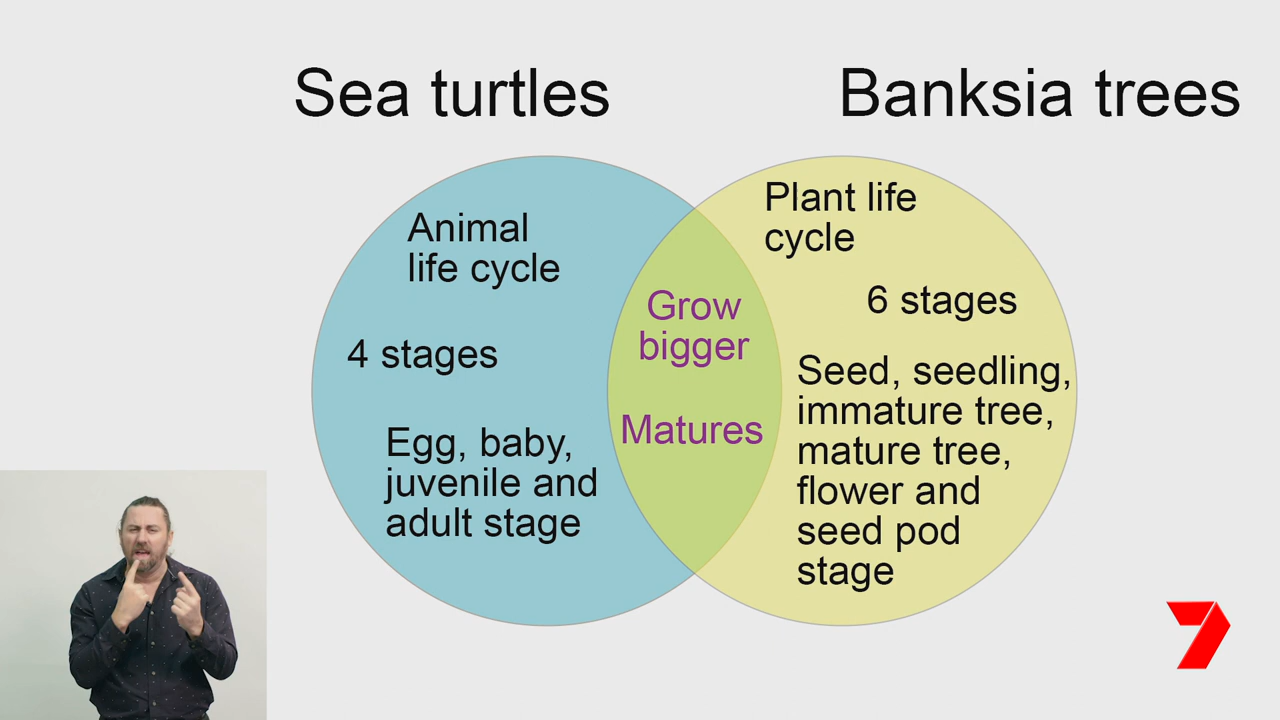 Sea turtles
Banksia trees
Animal
life cycle
4 stages
Egg, baby,
juvenile and
adult stage
Grow
bigger
Matures
Plant life
cycle
6 stages
Seed, seedling,
immature tree,
mature tree,
flower and
seed pod
stage
7